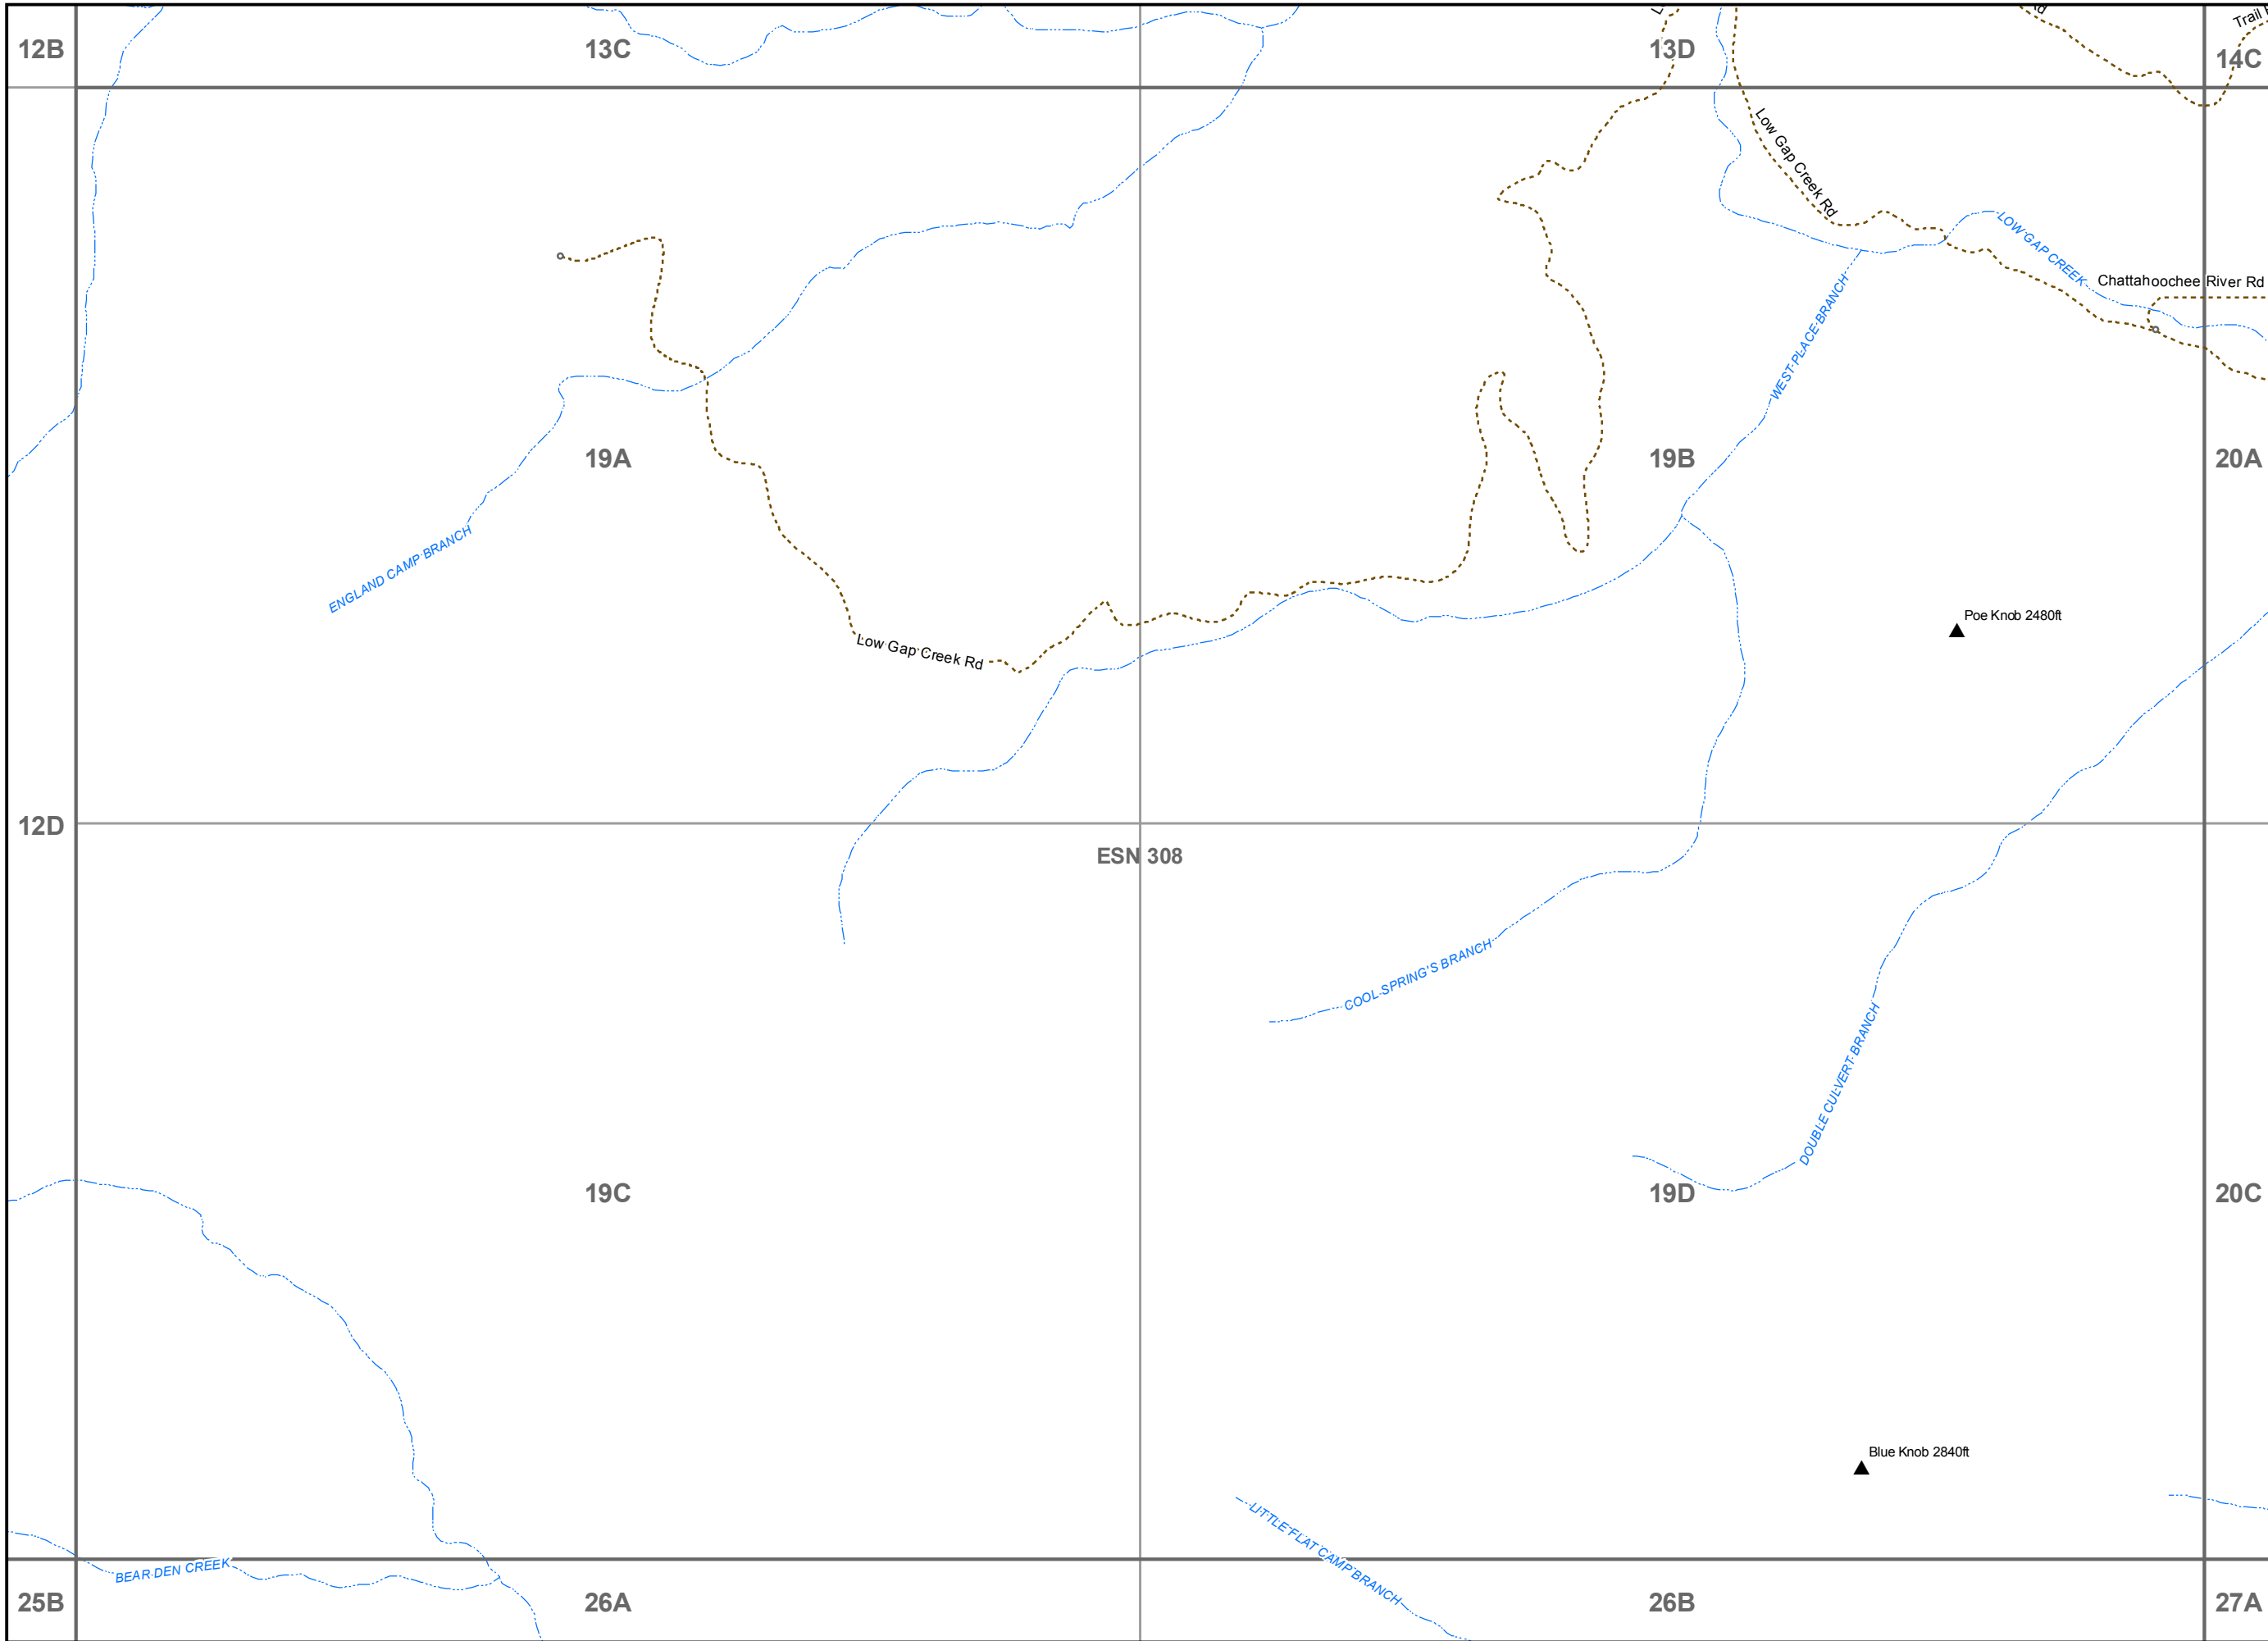 Trail
12B
13C
13D
14C
Low Gap Creek Rd
LOW GAP CREEK
Chattahoochee River Rd
WEST PLACE BRANCH
19A
19B
20A
ENGLAND CAMP BRANCH
Poe Knob 2480ft
Low Gap Creek Rd
12D
ESN 308
COOL SPRING'S BRANCH
DOUBLE CULVERT BRANCH
19C
19D
20C
Blue Knob 2840ft
LITTLE FLAT CAMP BRANCH
BEAR DEN CREEK
25B
26A
26B
27A